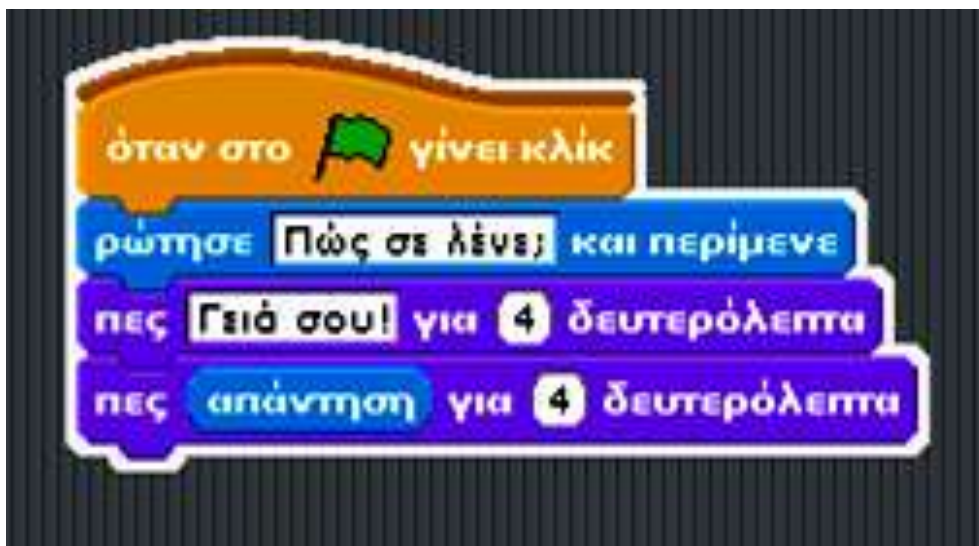 όταν στο γίνει κλίκ
ρώτησε Πώς σε λένε; και περίμενε
πες Γειά σου! για 4 δευτερόλεπτα
πες απάντηση για 4 δευτερόλεπτα